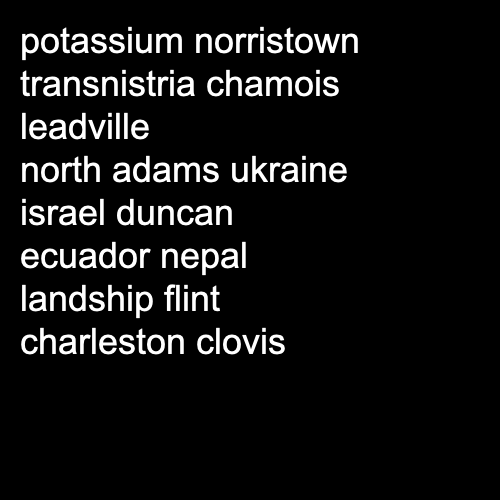 potassium norristown
transnistria chamois
leadville
north adams ukraine
israel duncan
ecuador nepal
landship flint
charleston clovis